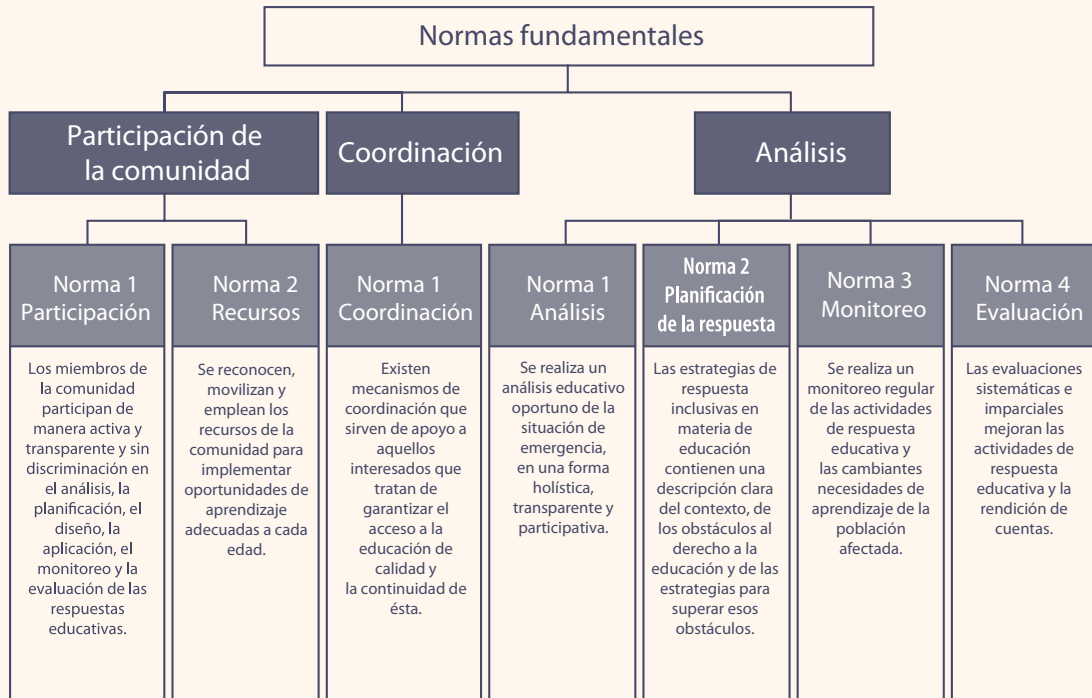 Normas fundamentales
Participación de
la comunidad
Coordinación
Análisis
Norma 1
Participación
Los miembros de
la comunidad
participan de
manera activa y
transparente y sin
discriminación en
el análisis, la
planificación, el
diseño, la
aplicación, el
monitoreo y la
evaluación de las
respuestas
educativas.
Norma 2
Recursos
Se reconocen,
movilizan y
emplean los
recursos de la
comunidad para
implementar
oportunidades de
aprendizaje
adecuadas a cada
edad.
Norma 1
Coordinación
Existen
mecanismos de
coordinación que
sirven de apoyo a
aquellos
interesados que
tratan de
garantizar el
acceso a la
educación de
calidad y
la continuidad de
ésta.
Norma 1
Análisis
Se realiza un
análisis educativo
oportuno de la
situación de
emergencia,
en una forma
holística,
transparente y
participativa.
Norma 2
Planificación
de la respuesta
Las estrategias de
respuesta
inclusivas en
materia de
educación
contienen una
descripción clara
del contexto, de
los obstáculos al
derecho a la
educación y de las
estrategias para
superar esos
obstáculos.
Norma 3
Monitoreo
Se realiza un
monitoreo regular
de las actividades
de respuesta
educativa y
las cambiantes
necesidades de
aprendizaje de la
población
afectada.
Norma 4
Evaluación
Las evaluaciones
sistemáticas e
imparciales
mejoran las
actividades de
respuesta
educativa y la
rendición de
cuentas.